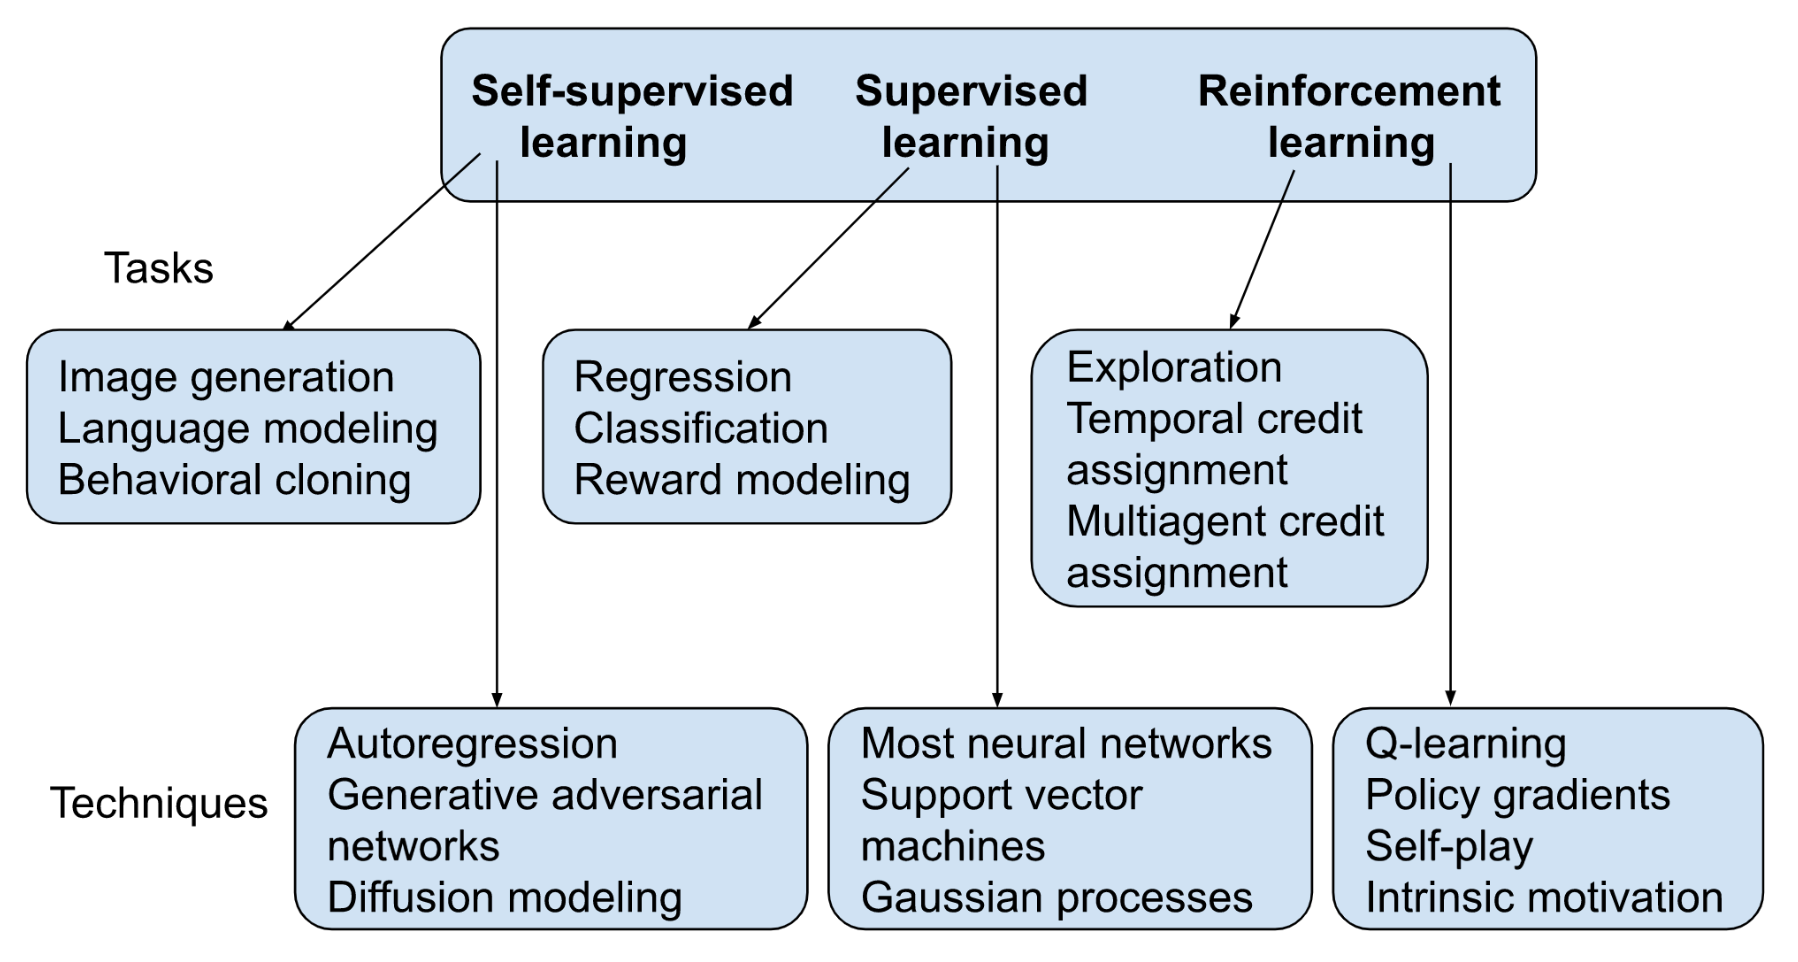 Self-supervised learning
Supervised learning
Reinforcement learning
Tasks
Image generation
Language modeling
Behavioral cloning
Regression
Classification
Reward modeling
Exploration
Temporal credit
assignment
Multiagent credit
assignment
Techniques
Autoregression
Generative adversarial
networks
Diffusion modeling
Most neural networks
Support vector
machines
Gaussian processes
Q-learning
Policy gradients
Self-play
Intrinsic motivation